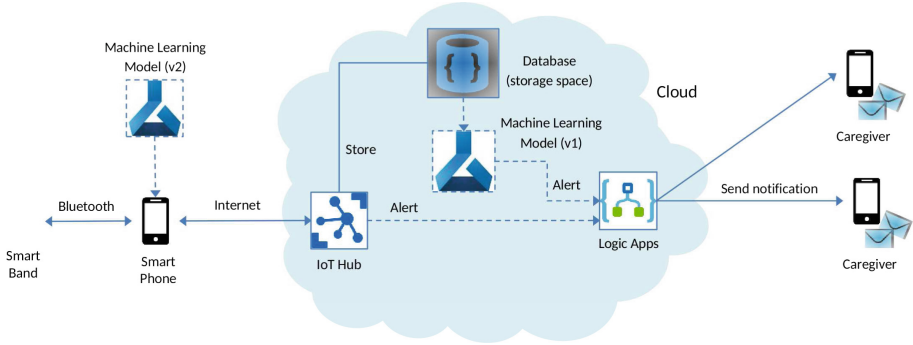 Machine Learning
Model (v2)
Database
(storage space)
Cloud
Machine Learning
Model (v1)
Caregiver
Store
Alert
Bluetooth
Internet
Alert
Send notification
{ }
Logic Apps
Smart
Band
Smart
Phone
IoT Hub
Caregiver